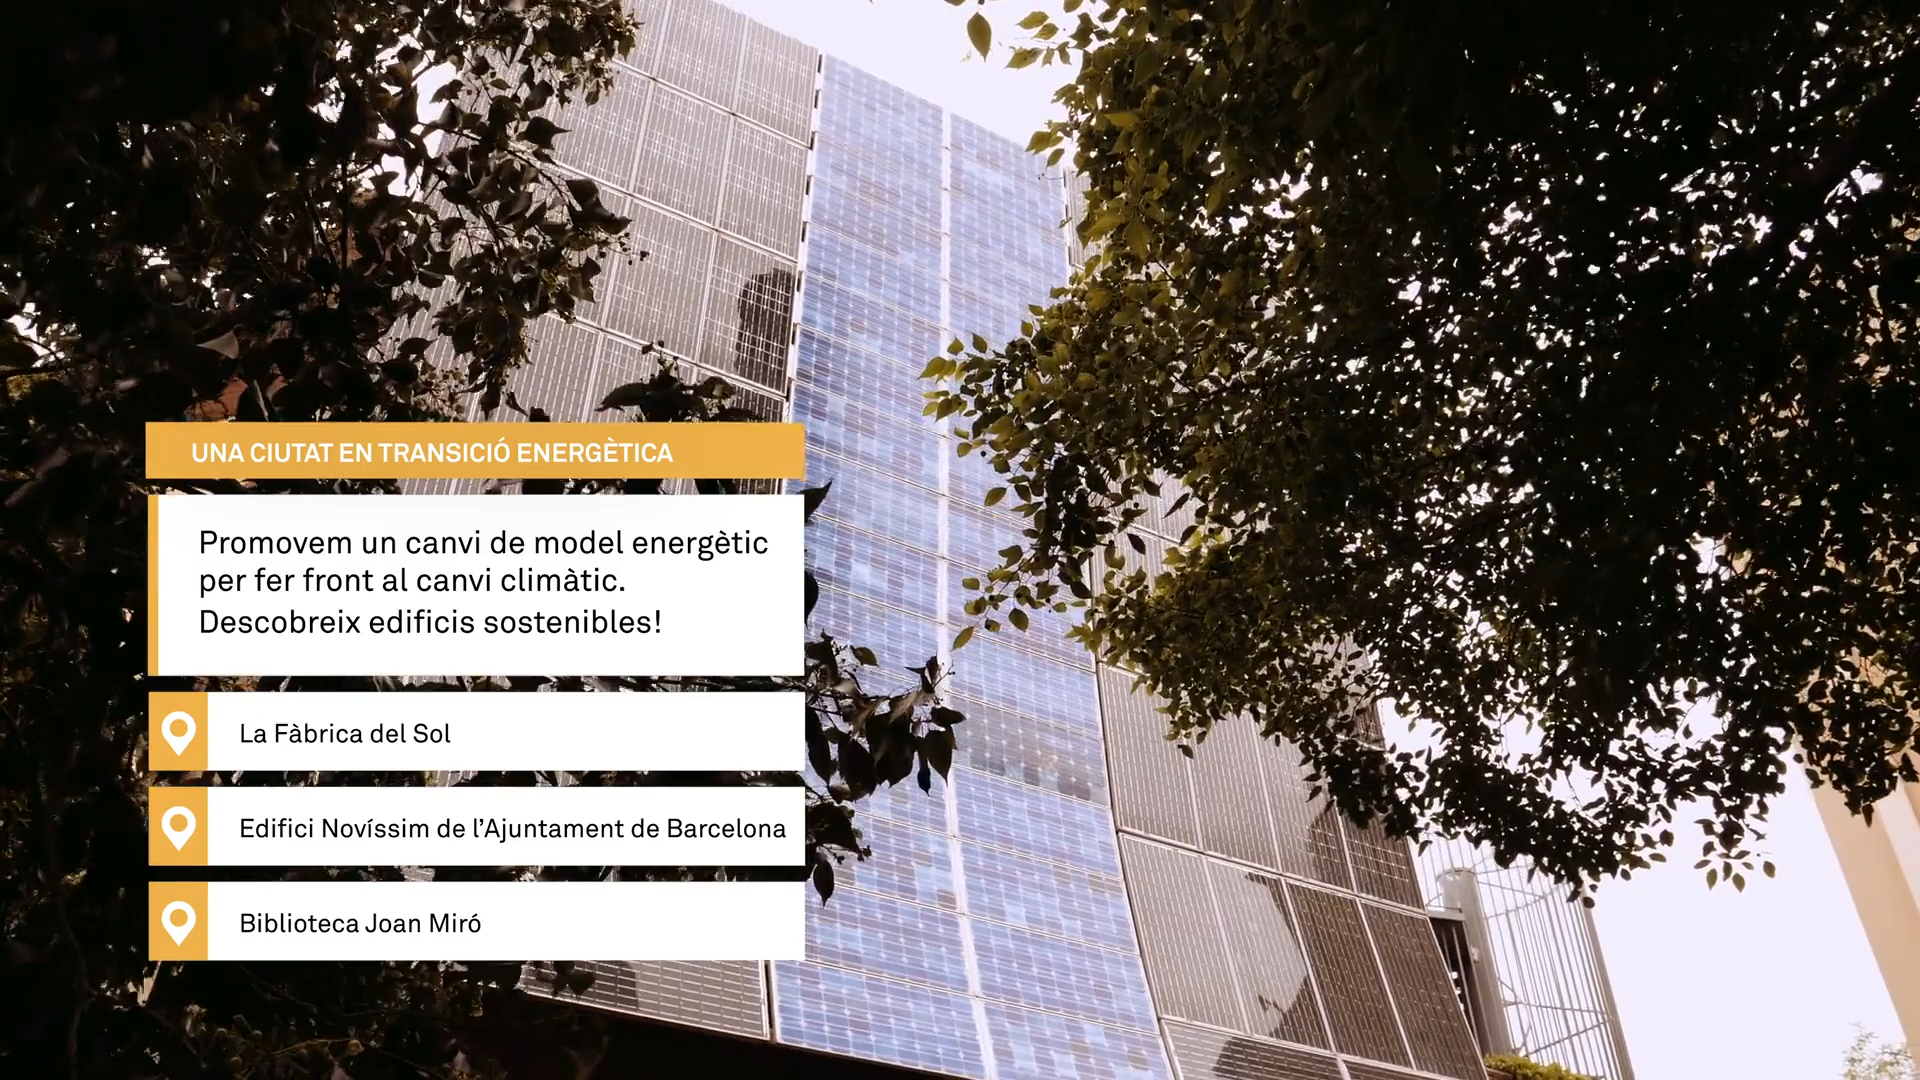 UNA CIUTAT EN TRANSICIÓ ENERGÈTICA
Promovem un canvi de model energètic
per fer front al canvi climàtic.
Descobreix edificis sostenibles!
La Fàbrica del Sol
Edifici Novíssim de l’Ajuntament de Barcelona
Biblioteca Joan Miró